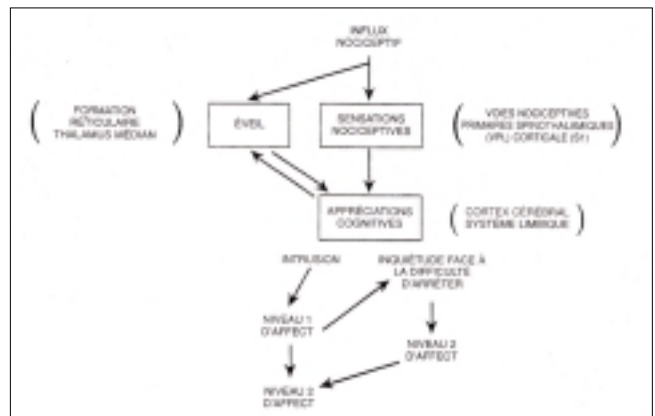 INFLUX
NOCICEPTIF
FORMATION
RÉTICULAIRE
THALAMUS MÉDIAN
ÉVEIL
SENSATIONS
NOCICEPTIVES
VOIES NOCICEPTIVES
PRIMAIRES SPINOTHALAMIQUES
(VPL) CORTICALE (S1)
APPRÉCIATIONS
COGNITIVES
CORTEX CÉRÉBRAL
SYSTÈME LIMBIQUE
INTRUSION
INQUIÉTUDE FACE À
LA DIFFICULTÉ
D'ARRÊTER
NIVEAU 1
D'AFFECT
NIVEAU 2
D'AFFECT
NIVEAU
D'AFFECT